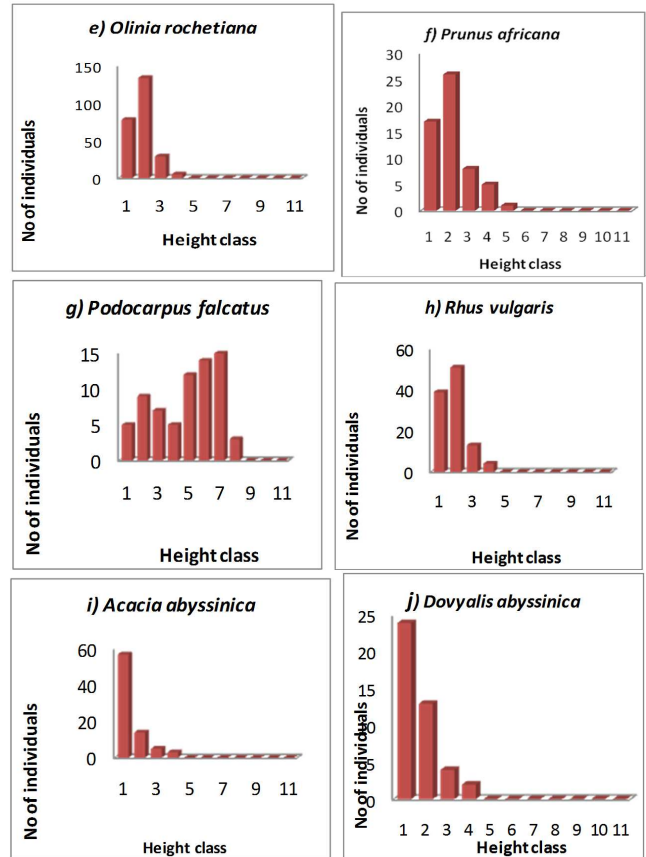 e) Olinia rochetiana
150
100
50
0
No of individuals
1 3 5 7 9 11
Height class
f) Prunus africana
30
25
20
15
10
5
0
No of individuals
1 2 3 4 5 6 7 8 9 10 11
Height class
g) Podocarpus falcatus
15
10
5
0
No of individuals
1 3 5 7 9 11
Height class
h) Rhus vulgaris
60
40
20
0
No of individuals
1 3 5 7 9 11
Height class
i) Acacia abyssinica
60
40
20
0
No of individuals
1 3 5 7 9 11
Height class
j) Dovyalis abyssinica
25
20
15
10
5
0
No of individuals
1 2 3 4 5 6 7 8 9 10 11
Height class